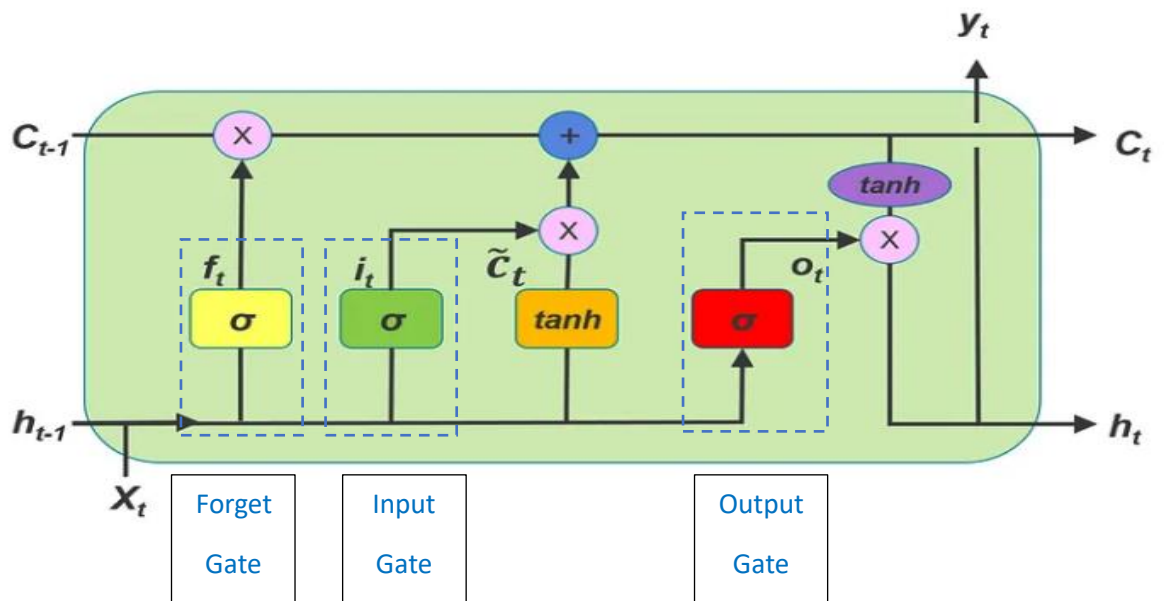 yₜ
Cₜ₋₁
×
+
Cₜ
tanh
×
×
fₜ
iₜ
c̃ₜ
oₜ
σ
σ
tanh
σ
hₜ₋₁
hₜ
Xₜ
Forget
Gate
Input
Gate
Output
Gate